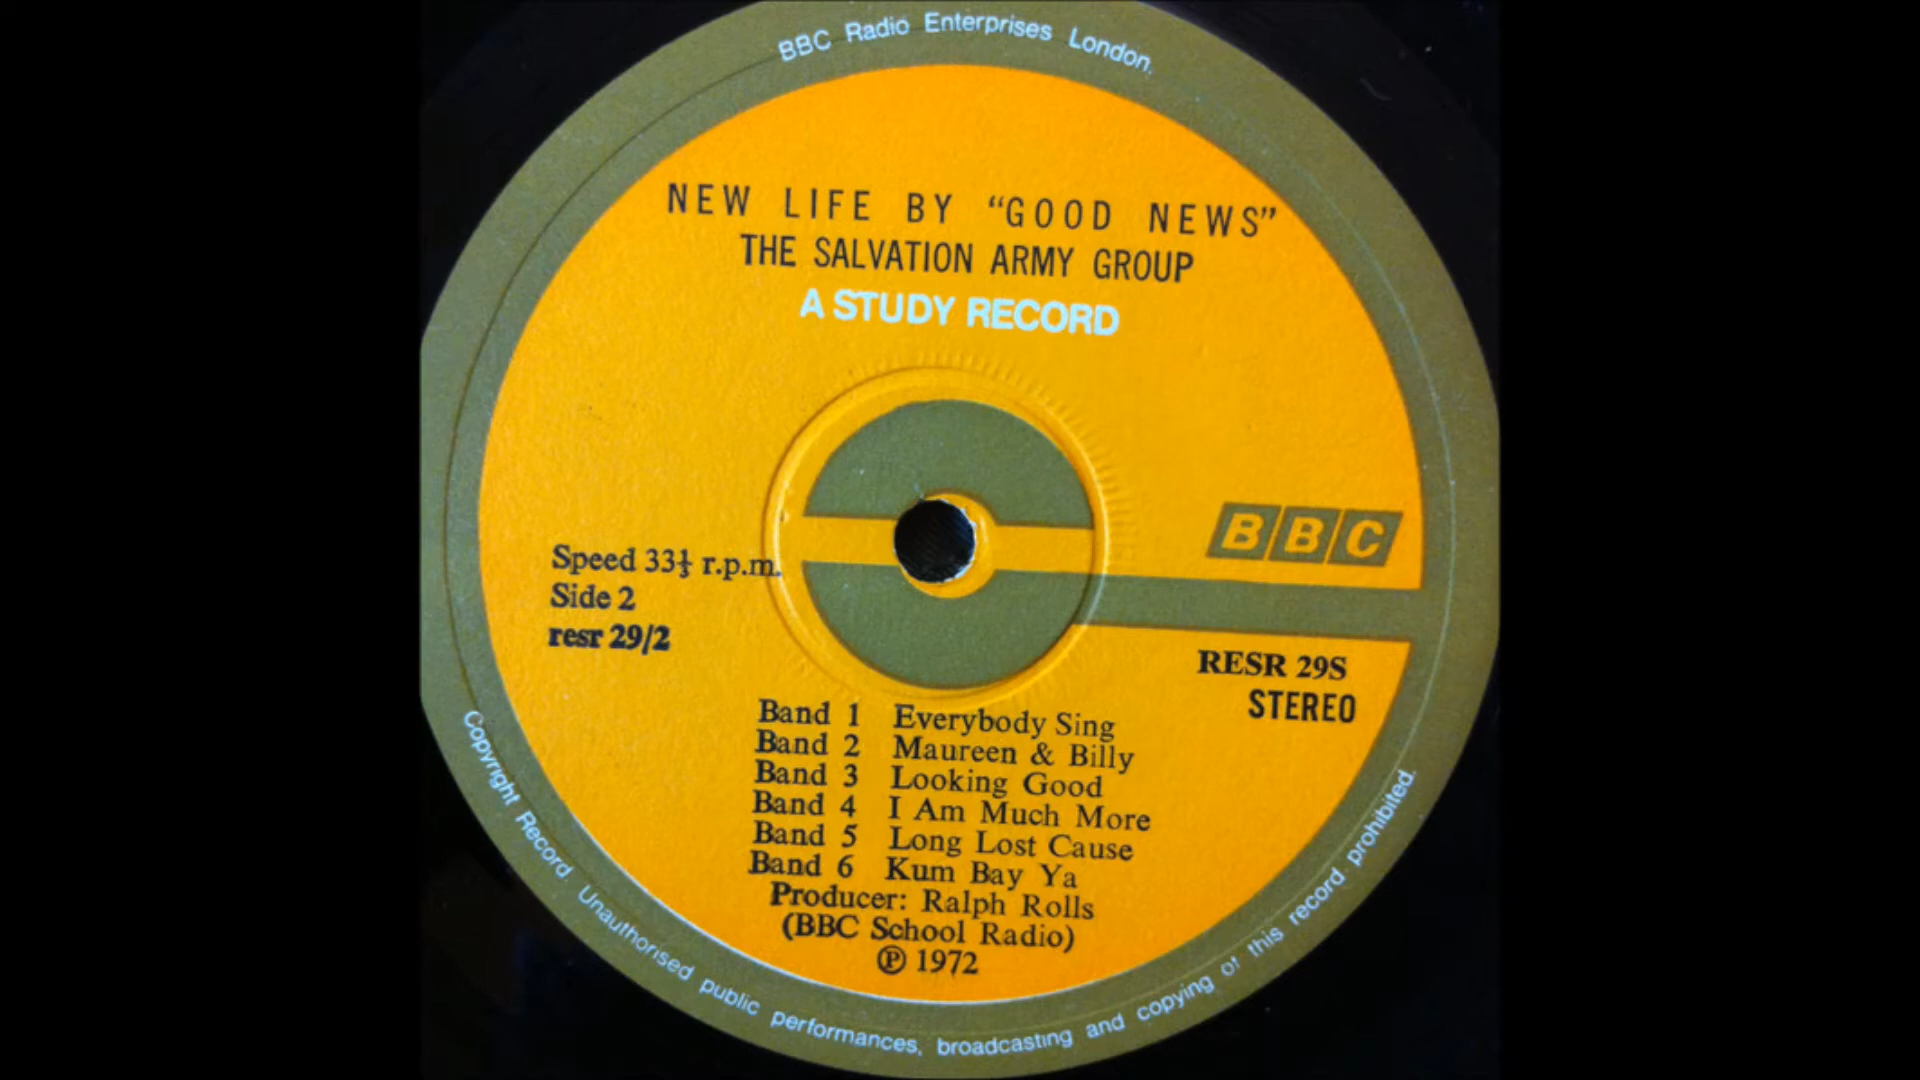 BBC Radio Enterprises London.
NEW LIFE BY “GOOD NEWS”
THE SALVATION ARMY GROUP
A STUDY RECORD
BBC
Speed 33⅓ r.p.m.
Side 2
resr 29/2
RESR 29S
STEREO
Band 1 Everybody Sing
Band 2 Maureen & Billy
Band 3 Looking Good
Band 4 I Am Much More
Band 5 Long Lost Cause
Band 6 Kum Bay Ya
Producer: Ralph Rolls
(BBC School Radio)
℗ 1972
Copyright Record. Unauthorised public performances, broadcasting and copying of this record prohibited.